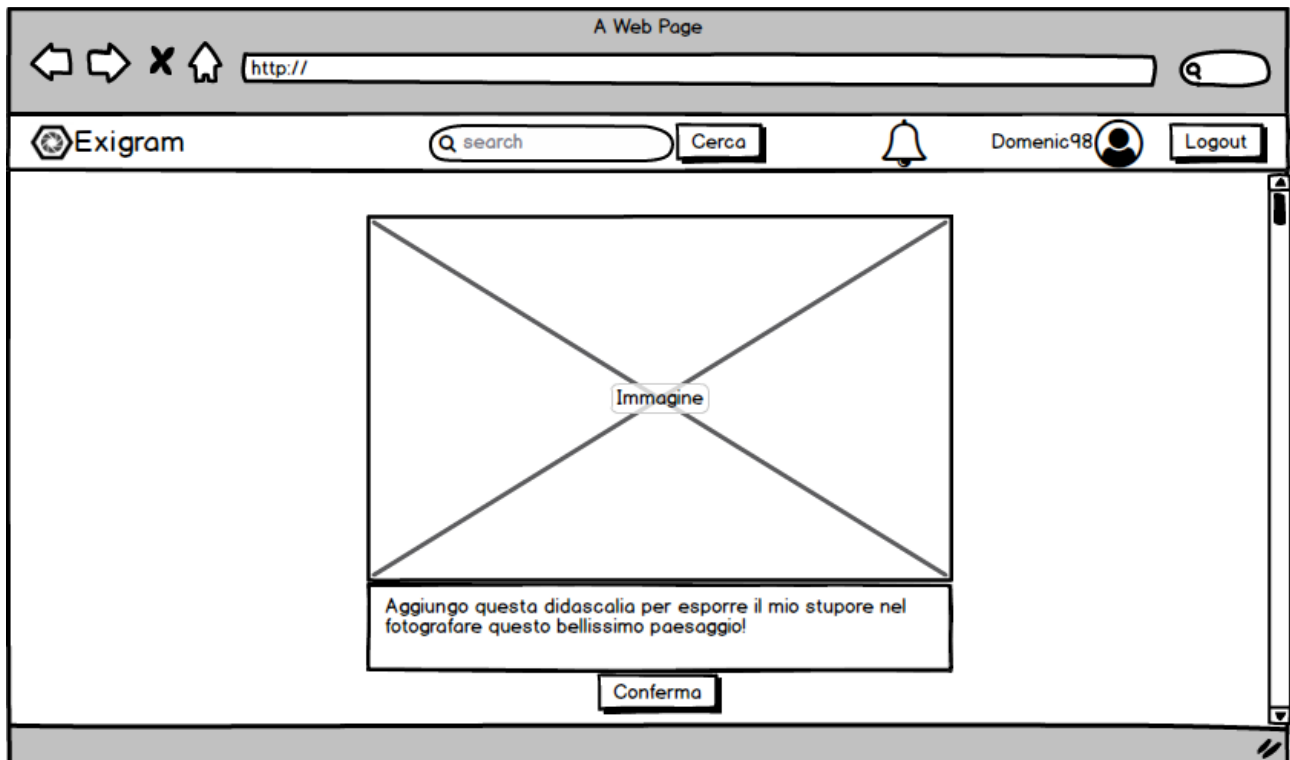 A Web Page
http://
Exigram
search
Cerca
Domenic98
Logout
Immagine
Aggiungo questa didascalia per esporre il mio stupore nel
fotografare questo bellissimo paesaggio!
Conferma